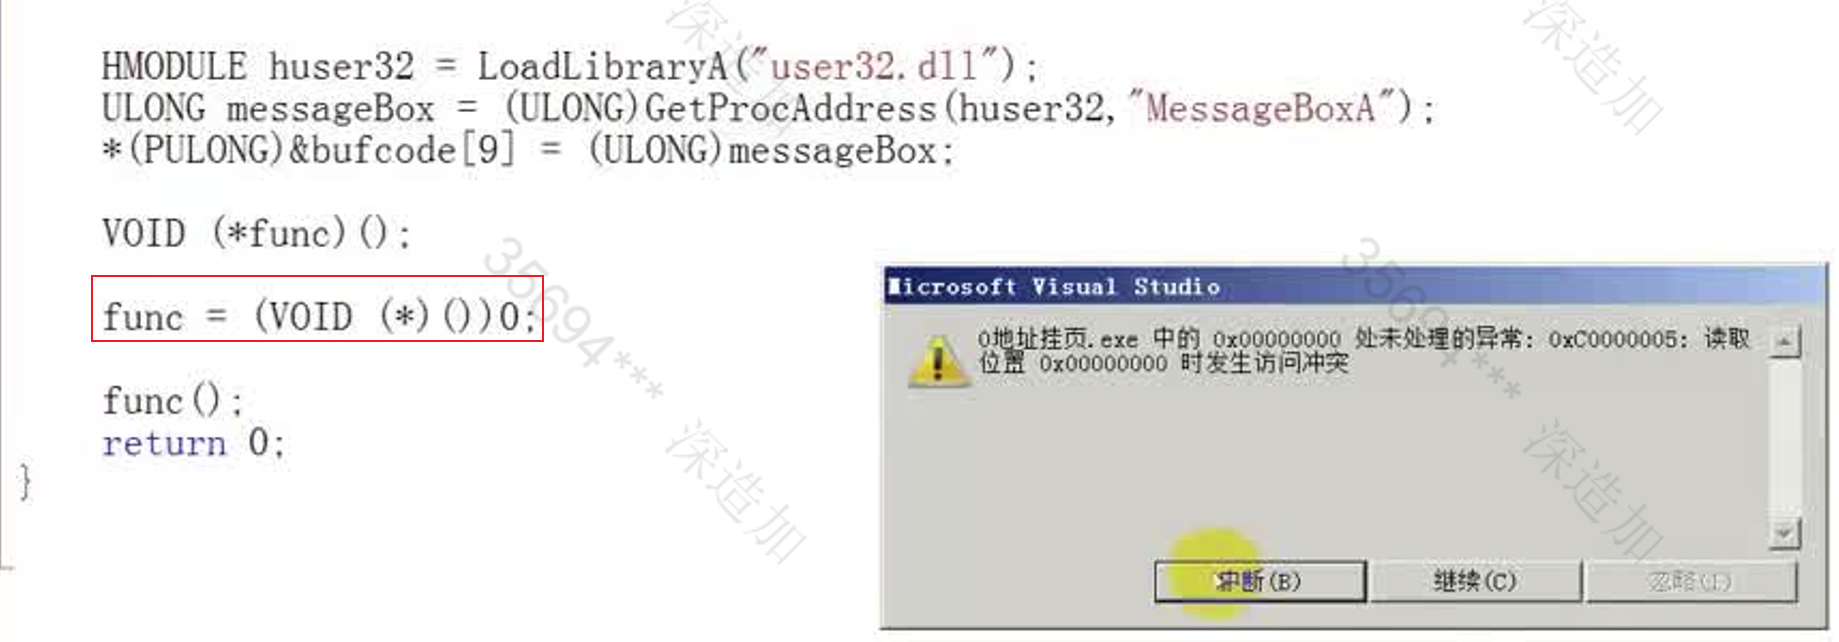 HMODULE huser32 = LoadLibraryA("user32.dll");
ULONG messageBox = (ULONG)GetProcAddress(huser32,"MessageBoxA");
*(PULONG)&bufcode[9] = (ULONG)messageBox;
VOID (*func)();
func = (VOID (*)())0;
func();
return 0;
}
Microsoft Visual Studio
0地址挂页.exe 中的 0x00000000 处未处理的异常: 0xC0000005: 读取
位置 0x00000000 时发生访问冲突
中断(B)
继续(C)
忽略(I)
深造加
深造加
深造加
35694***
35694***
深造加
深造加